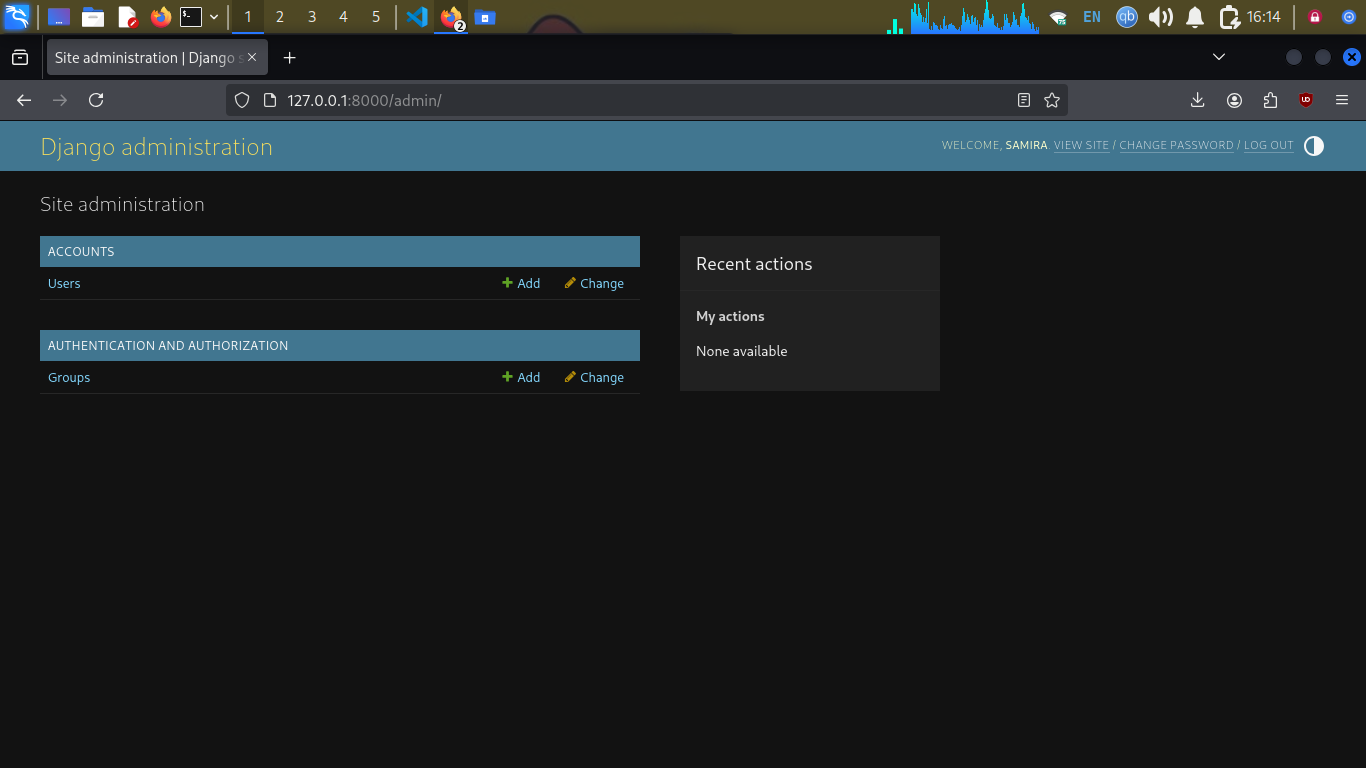 1 2 3 4 5
2
EN
qb
16:14
Site administration | Django s
127.0.0.1:8000/admin/
Django administration
WELCOME, SAMIRA VIEW SITE / CHANGE PASSWORD / LOG OUT
Site administration
ACCOUNTS
Users Add Change
AUTHENTICATION AND AUTHORIZATION
Groups Add Change
Recent actions
My actions
None available